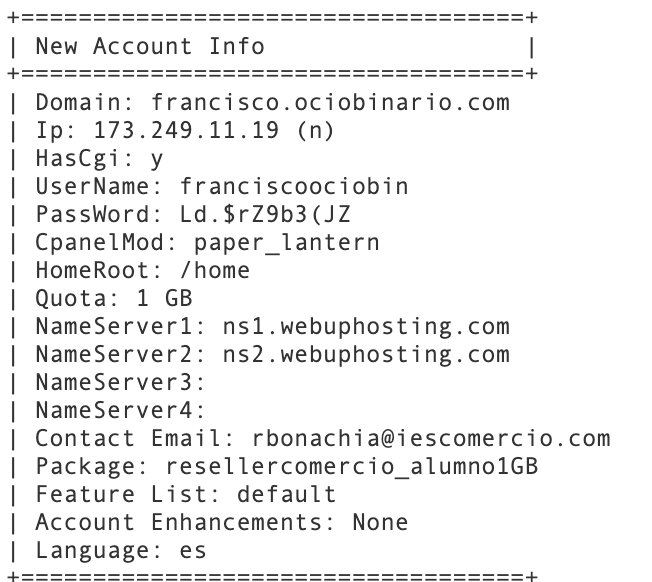 +===================================+
| New Account Info                  |
+===================================+
| Domain: francisco.ociobinario.com
| Ip: 173.249.11.19 (n)
| HasCgi: y
| UserName: franciscoociobin
| PassWord: Ld.$rZ9b3(JZ
| CpanelMod: paper_lantern
| HomeRoot: /home
| Quota: 1 GB
| NameServer1: ns1.webuphosting.com
| NameServer2: ns2.webuphosting.com
| NameServer3:
| NameServer4:
| Contact Email: rbonachia@iescomercio.com
| Package: resellercomercio_alumno1GB
| Feature List: default
| Account Enhancements: None
| Language: es
+===================================+